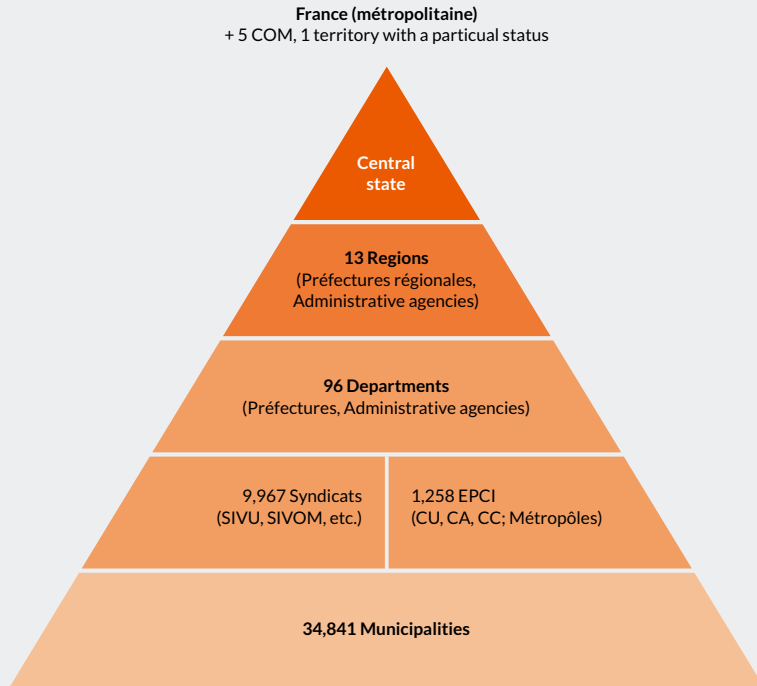 France (métropolitaine)
+ 5 COM, 1 territory with a particual status
Central
state
13 Regions
(Préfectures régionales,
Administrative agencies)
96 Departments
(Préfectures, Administrative agencies)
9,967 Syndicats
(SIVU, SIVOM, etc.)
1,258 EPCI
(CU, CA, CC; Métropôles)
34,841 Municipalities